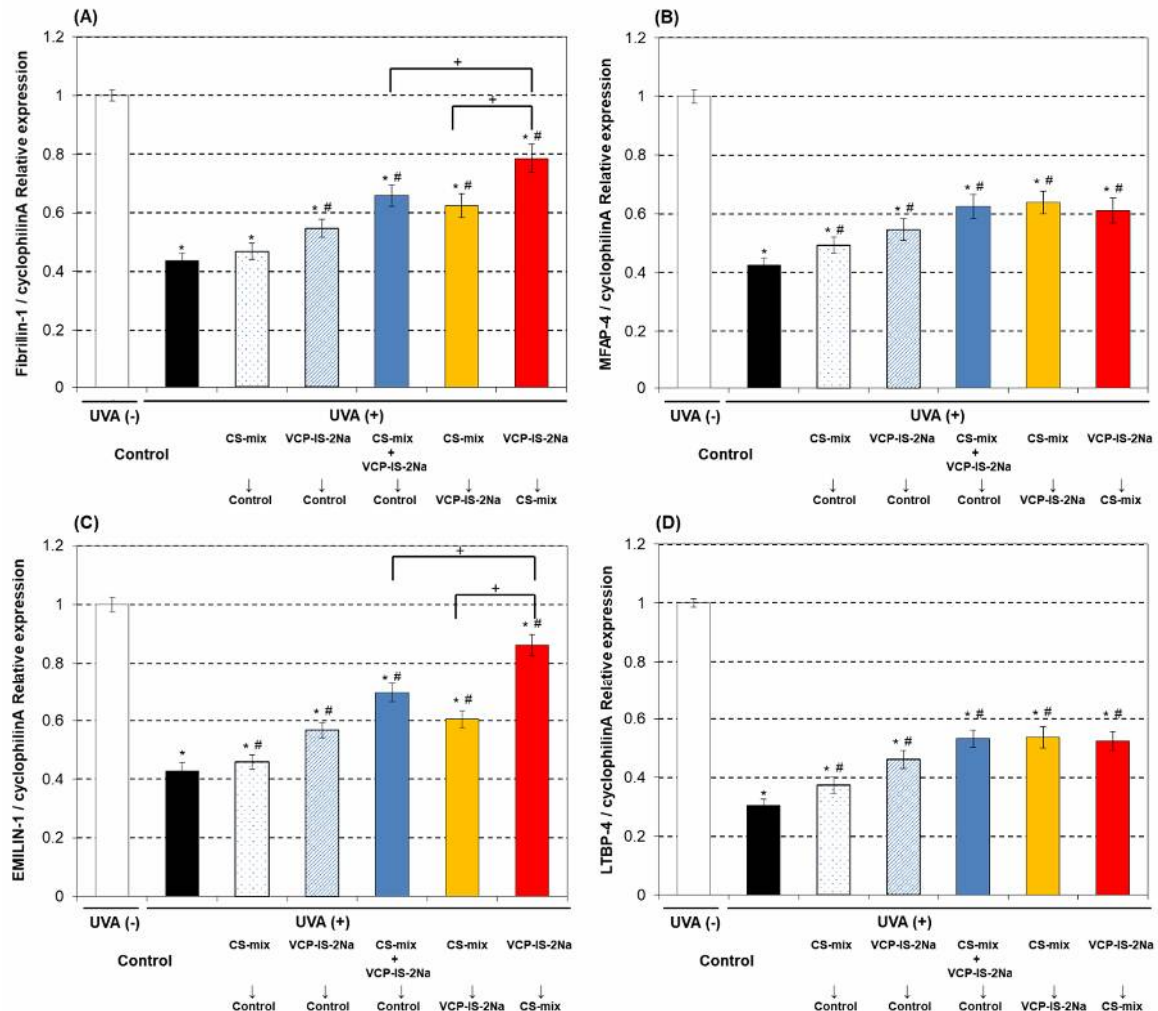 (A)
Fibrillin-1 / cyclophilinA Relative expression
1.2
1
0.8
0.6
0.4
0.2
0
+
+
*
*
* #
* #
* #
* #
UVA (-)
UVA (+)
Control
CS-mix
VCP-IS-2Na
CS-mix
+
VCP-IS-2Na
CS-mix
VCP-IS-2Na
↓ ↓ ↓ ↓ ↓
Control Control Control VCP-IS-2Na CS-mix
(B)
MFAP-4 / cyclophilinA Relative expression
1.2
1
0.8
0.6
0.4
0.2
0
*
* #
* #
* #
* #
* #
UVA (-)
UVA (+)
Control
CS-mix
VCP-IS-2Na
CS-mix
+
VCP-IS-2Na
CS-mix
VCP-IS-2Na
↓ ↓ ↓ ↓ ↓
Control Control Control VCP-IS-2Na CS-mix
(C)
EMILIN-1 / cyclophilinA Relative expression
1.2
1
0.8
0.6
0.4
0.2
0
+
+
*
* #
* #
* #
* #
* #
UVA (-)
UVA (+)
Control
CS-mix
VCP-IS-2Na
CS-mix
+
VCP-IS-2Na
CS-mix
VCP-IS-2Na
↓ ↓ ↓ ↓ ↓
Control Control Control VCP-IS-2Na CS-mix
(D)
LTBP-4 / cyclophilinA Relative expression
1.2
1
0.8
0.6
0.4
0.2
0
*
* #
* #
* #
* #
* #
UVA (-)
UVA (+)
Control
CS-mix
VCP-IS-2Na
CS-mix
+
VCP-IS-2Na
CS-mix
VCP-IS-2Na
↓ ↓ ↓ ↓ ↓
Control Control Control VCP-IS-2Na CS-mix